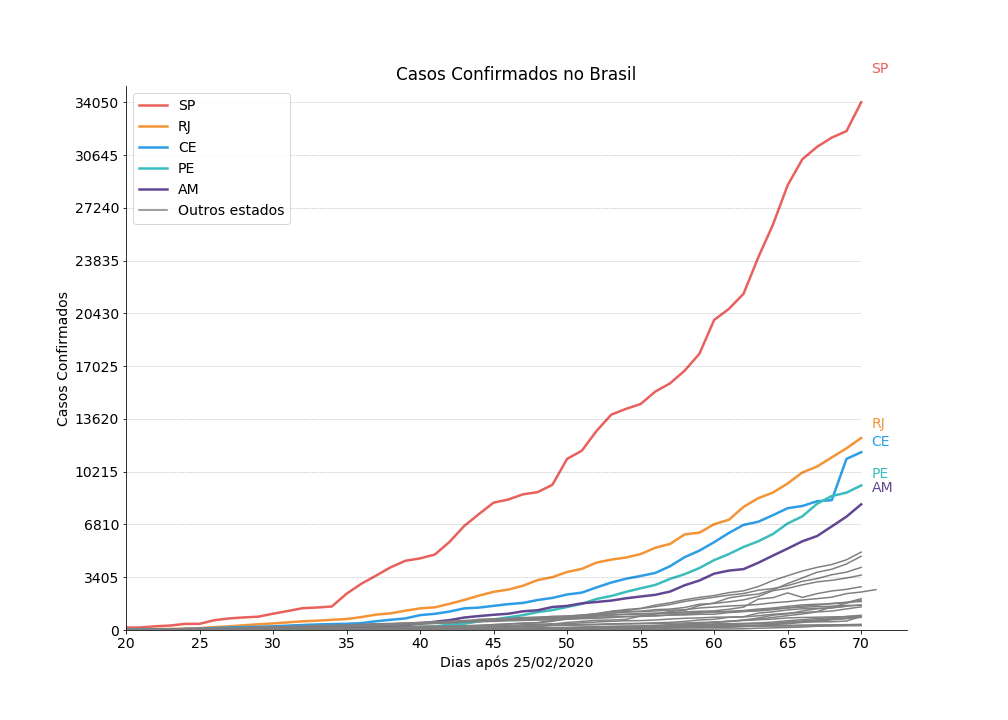 Casos Confirmados no Brasil
SP
RJ
CE
PE
AM
Outros estados
34050
30645
27240
23835
20430
17025
13620
10215
6810
3405
0
Casos Confirmados
SP
RJ
CE
PE
AM
20 25 30 35 40 45 50 55 60 65 70
Dias após 25/02/2020